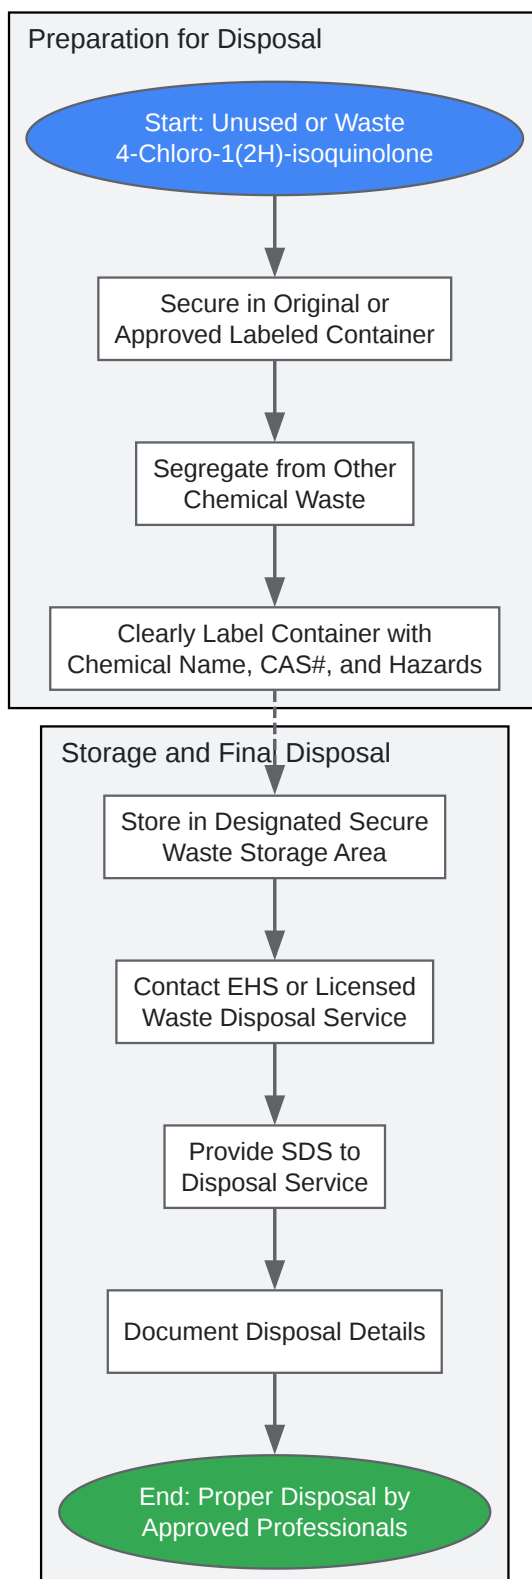 Preparation for Disposal
Start: Unused or Waste
4-Chloro-1(2H)-isoquinolone
Secure in Original or
Approved Labeled Container
Segregate from Other
Chemical Waste
Clearly Label Container with
Chemical Name, CAS#, and Hazards
Storage and Final Disposal
Store in Designated Secure
Waste Storage Area
Contact EHS or Licensed
Waste Disposal Service
Provide SDS to
Disposal Service
Document Disposal Details
End: Proper Disposal by
Approved Professionals